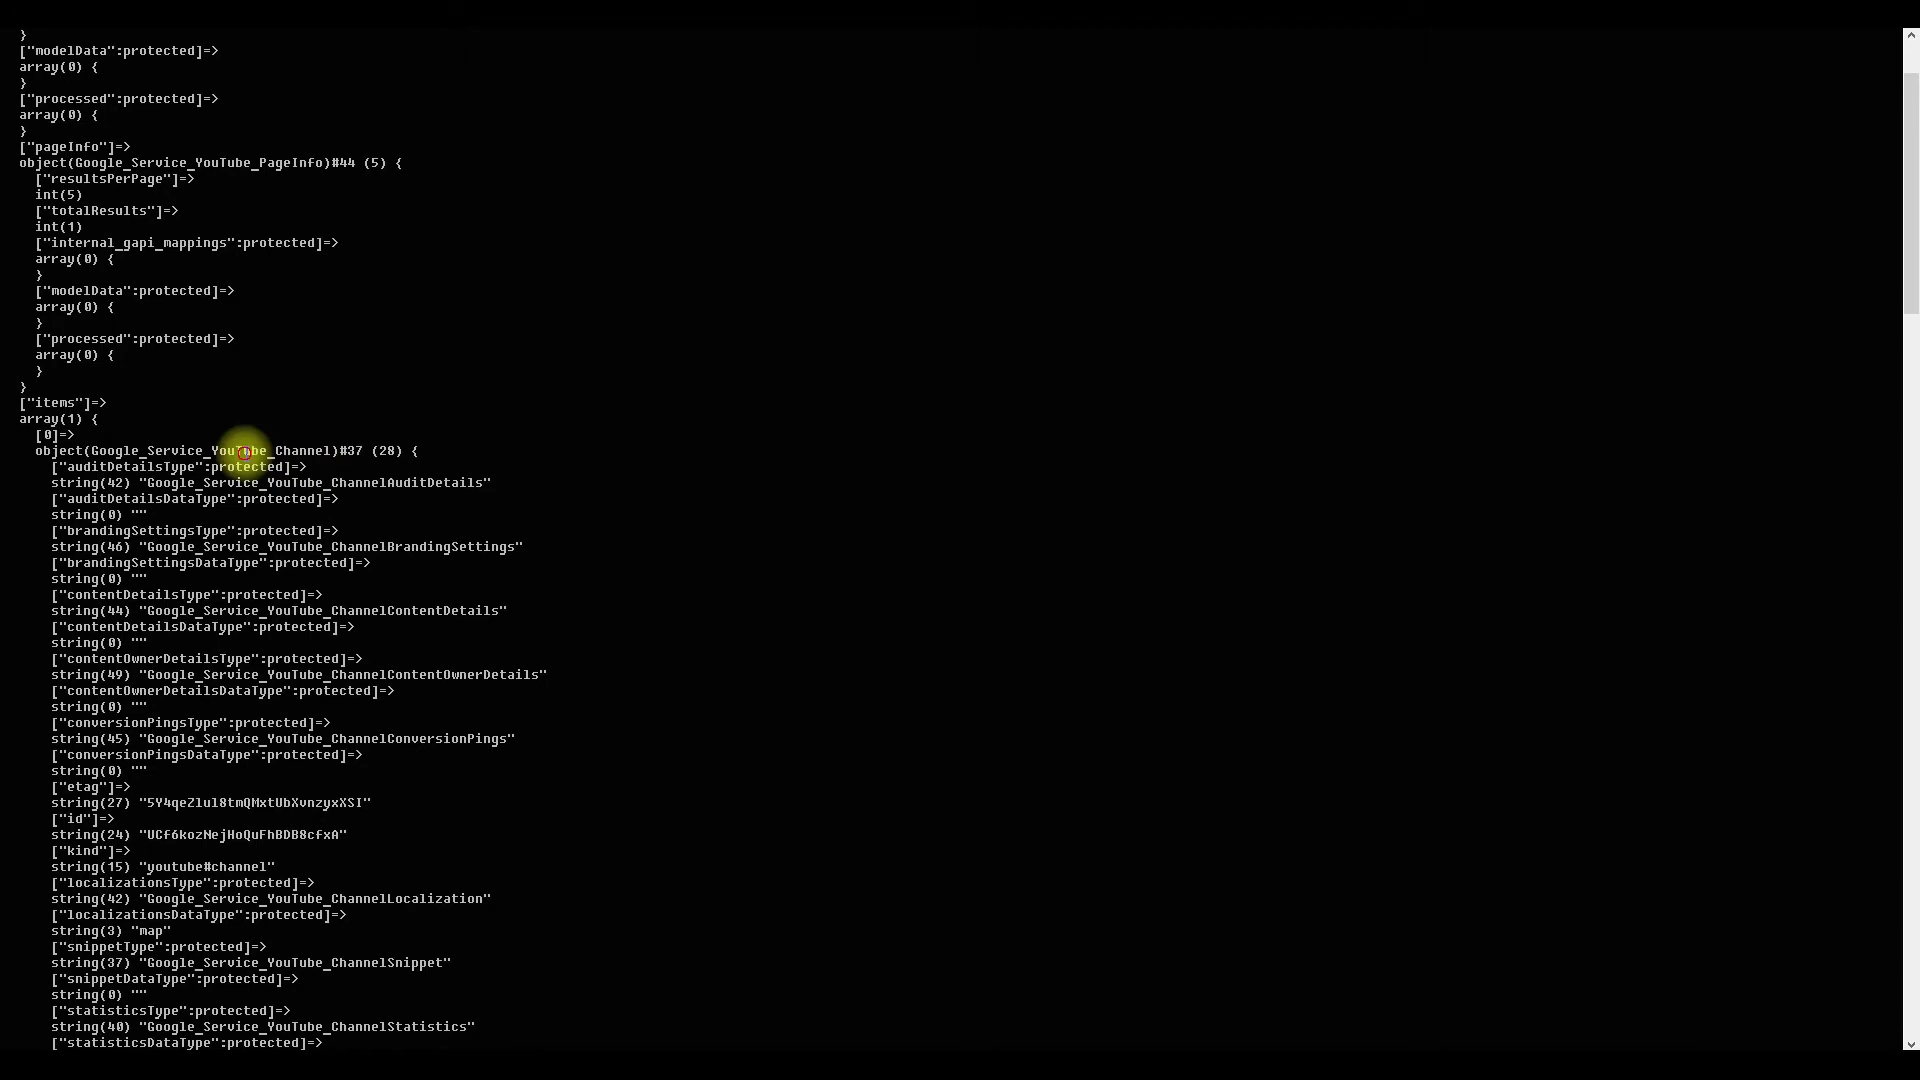 }
["modelData":protected]=>
array(0) {
}
["processed":protected]=>
array(0) {
}
["pageInfo"]=>
object(Google_Service_YouTube_PageInfo)#44 (5) {
["resultsPerPage"]=>
int(5)
["totalResults"]=>
int(1)
["internal_gapi_mappings":protected]=>
array(0) {
}
["modelData":protected]=>
array(0) {
}
["processed":protected]=>
array(0) {
}
}
["items"]=>
array(1) {
[0]=>
object(Google_Service_YouTube_Channel)#37 (28) {
["auditDetailsType":protected]=>
string(42) "Google_Service_YouTube_ChannelAuditDetails"
["auditDetailsDataType":protected]=>
string(0) ""
["brandingSettingsType":protected]=>
string(46) "Google_Service_YouTube_ChannelBrandingSettings"
["brandingSettingsDataType":protected]=>
string(0) ""
["contentDetailsType":protected]=>
string(44) "Google_Service_YouTube_ChannelContentDetails"
["contentDetailsDataType":protected]=>
string(0) ""
["contentOwnerDetailsType":protected]=>
string(49) "Google_Service_YouTube_ChannelContentOwnerDetails"
["contentOwnerDetailsDataType":protected]=>
string(0) ""
["conversionPingsType":protected]=>
string(45) "Google_Service_YouTube_ChannelConversionPings"
["conversionPingsDataType":protected]=>
string(0) ""
["etag"]=>
string(27) "5Y4qeZlul8tmQMxtUbXvnzyxXSI"
["id"]=>
string(24) "UCf6kozNejHoQuFhBDB8cfxA"
["kind"]=>
string(15) "youtube#channel"
["localizationsType":protected]=>
string(42) "Google_Service_YouTube_ChannelLocalization"
["localizationsDataType":protected]=>
string(3) "map"
["snippetType":protected]=>
string(37) "Google_Service_YouTube_ChannelSnippet"
["snippetDataType":protected]=>
string(0) ""
["statisticsType":protected]=>
string(40) "Google_Service_YouTube_ChannelStatistics"
["statisticsDataType":protected]=>